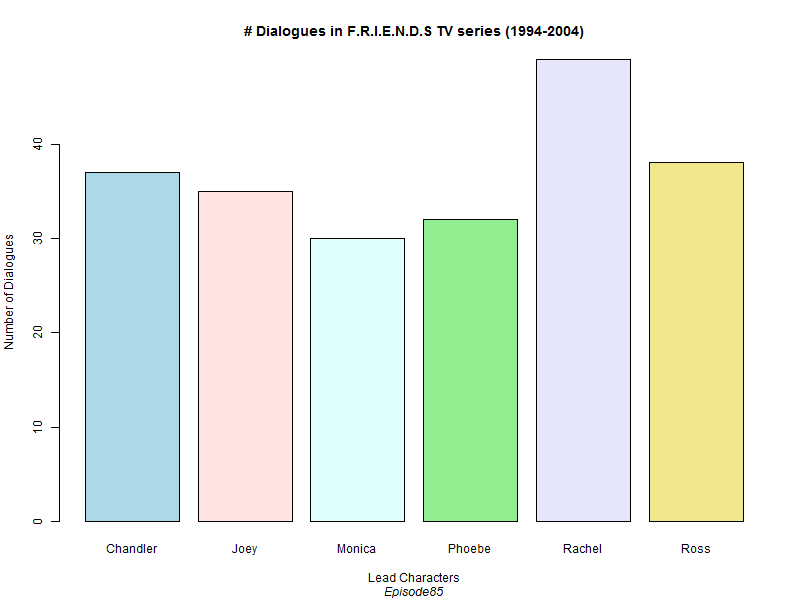 # Dialogues in F.R.I.E.N.D.S TV series (1994-2004)
Number of Dialogues
40
30
20
10
0
Chandler Joey Monica Phoebe Rachel Ross
Lead Characters
Episode85